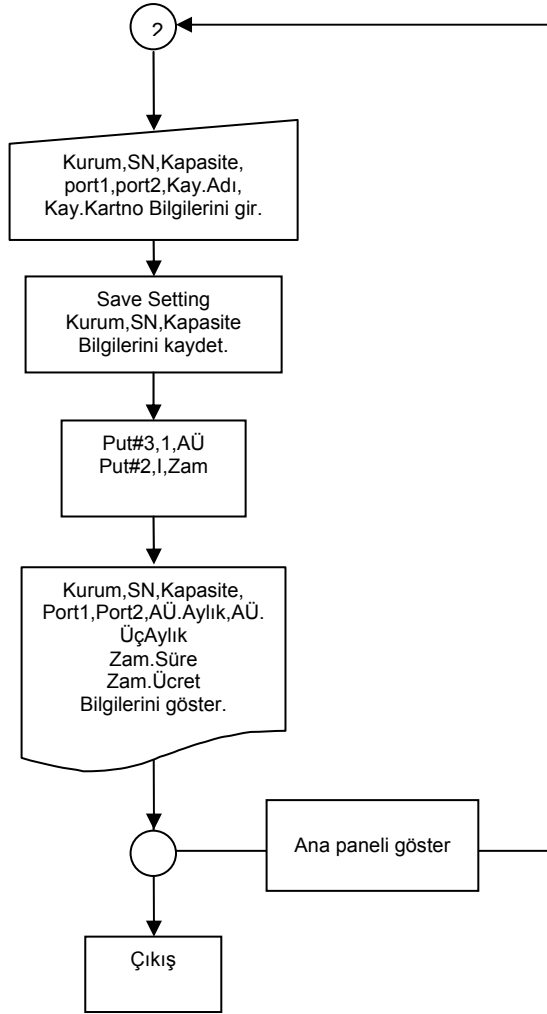 2
Kurum,SN,Kapasite,
port1,port2,Kay.Adı,
Kay.Kartno Bilgilerini gir.
Save Setting
Kurum,SN,Kapasite
Bilgilerini kaydet.
Put#3,1,AÜ
Put#2,I,Zam
Kurum,SN,Kapasite,
Port1,Port2,AÜ.Aylık,AÜ.
ÜçAylık
Zam.Süre
Zam.Ücret
Bilgilerini göster.
Ana paneli göster
Çıkış